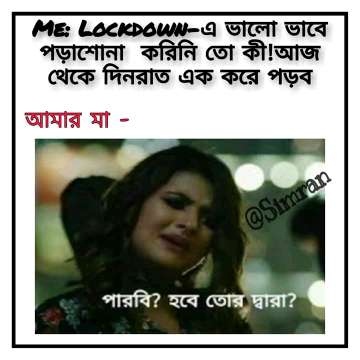 Me: Lockdown-এ ভালো ভাবে
পড়াশোনা করিনি তো কী!আজ
থেকে দিনরাত এক করে পড়ব
আমার মা -
@Simran
পারবি? হবে তোর দ্বারা?